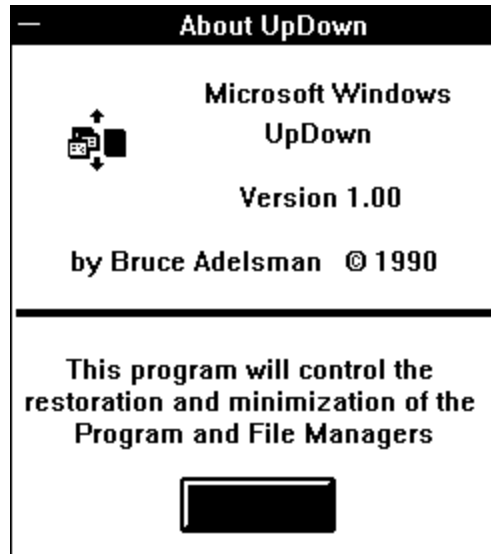 About UpDown
Microsoft Windows
UpDown
Version 1.00
by Bruce Adelsman © 1990
This program will control the
restoration and minimization of the
Program and File Managers